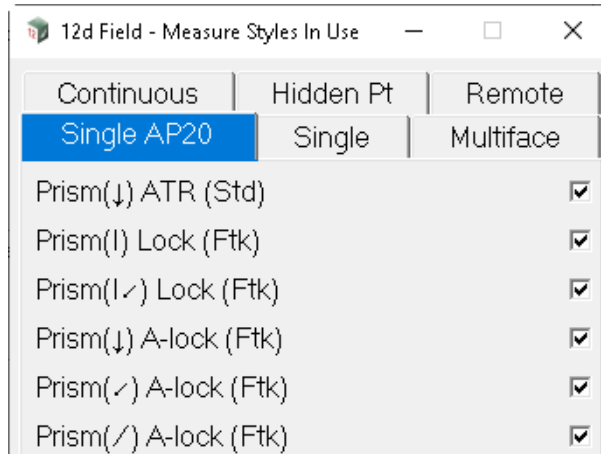 12d Field - Measure Styles In Use
Continuous Hidden Pt Remote
Single AP20 Single Multiface
Prism(↓) ATR (Std)
Prism(|) Lock (Ftk)
Prism(|✓) Lock (Ftk)
Prism(↓) A-lock (Ftk)
Prism(✓) A-lock (Ftk)
Prism(/) A-lock (Ftk)